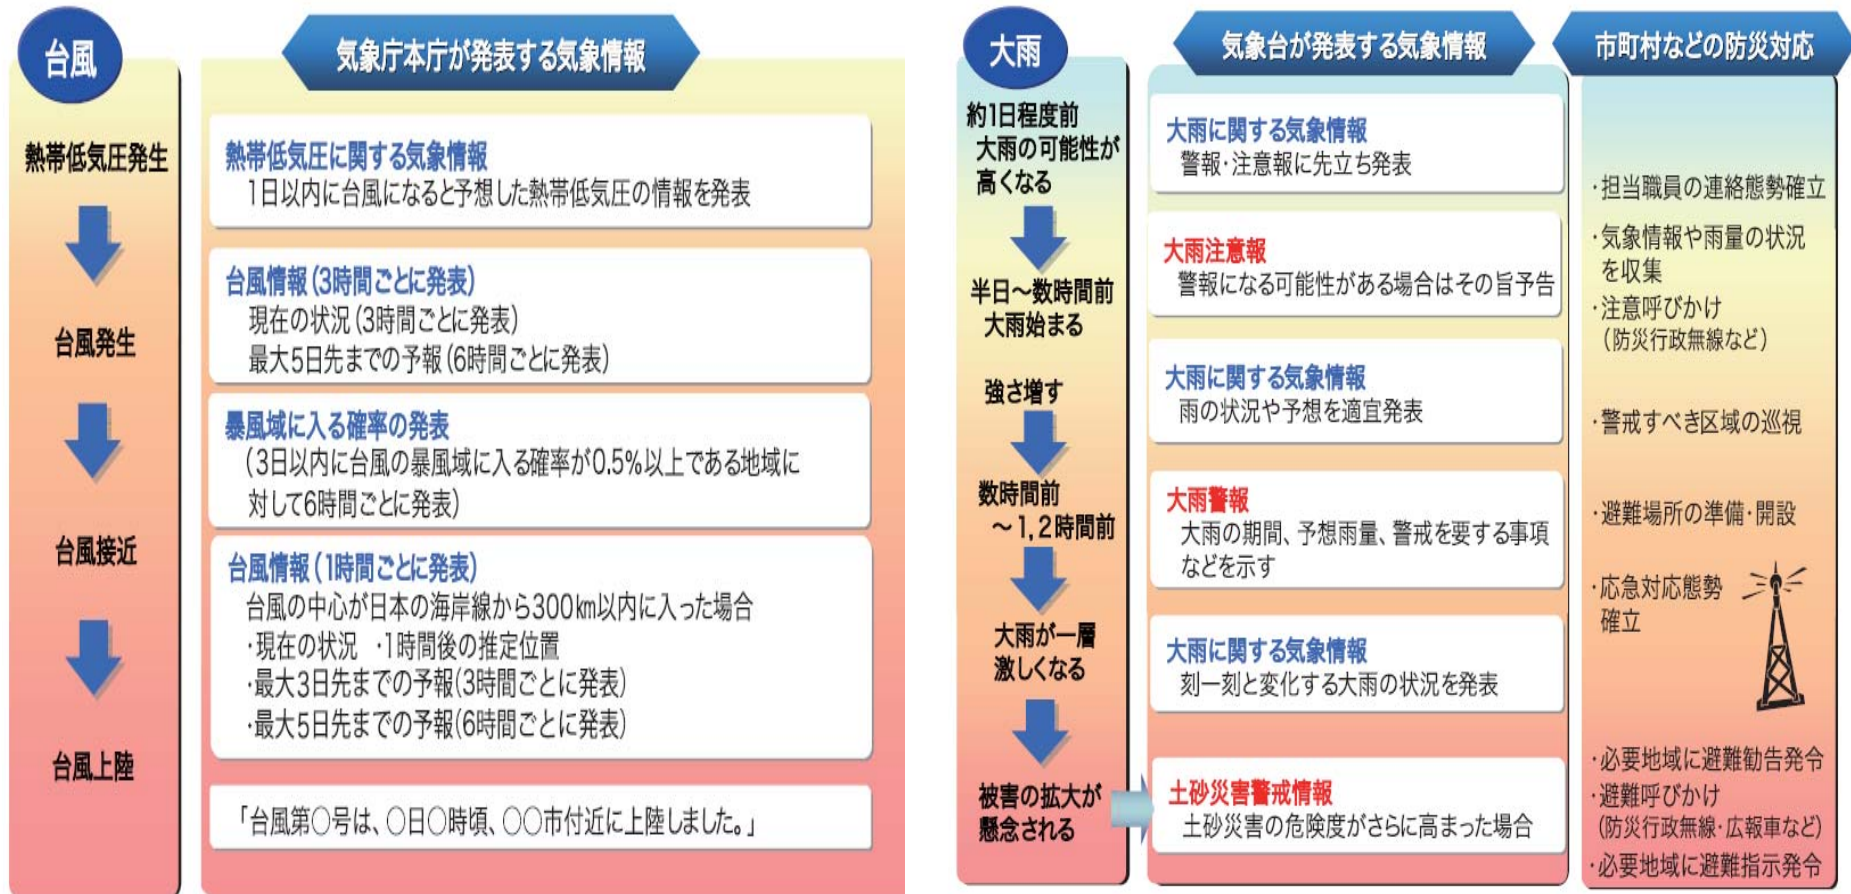 台風
気象庁本庁が発表する気象情報
熱帯低気圧発生
台風発生
台風接近
台風上陸
熱帯低気圧に関する気象情報
1日以内に台風になると予想した熱帯低気圧の情報を発表
台風情報(3時間ごとに発表)
現在の状況(3時間ごとに発表)
最大5日先までの予報(6時間ごとに発表)
暴風域に入る確率の発表
(3日以内に台風の暴風域に入る確率が0.5%以上である地域に
対して6時間ごとに発表)
台風情報(1時間ごとに発表)
台風の中心が日本の海岸線から300km以内に入った場合
・現在の状況 ・1時間後の推定位置
・最大3日先までの予報(3時間ごとに発表)
・最大5日先までの予報(6時間ごとに発表)
「台風第○号は、○日○時頃、○○市付近に上陸しました。」
大雨
気象台が発表する気象情報
市町村などの防災対応
約1日程度前
大雨の可能性が
高くなる
半日~数時間前
大雨始まる
強さ増す
数時間前
~1,2時間前
大雨が一層
激しくなる
被害の拡大が
懸念される
大雨に関する気象情報
警報・注意報に先立ち発表
大雨注意報
警報になる可能性がある場合はその旨予告
大雨に関する気象情報
雨の状況や予想を適宜発表
大雨警報
大雨の期間、予想雨量、警戒を要する事項
などを示す
大雨に関する気象情報
刻一刻と変化する大雨の状況を発表
土砂災害警戒情報
土砂災害の危険度がさらに高まった場合
・担当職員の連絡態勢確立
・気象情報や雨量の状況
を収集
・注意呼びかけ
(防災行政無線など)
・警戒すべき区域の巡視
・避難場所の準備・開設
・応急対応態勢
確立
・必要地域に避難勧告発令
・避難呼びかけ
(防災行政無線・広報車など)
・必要地域に避難指示発令